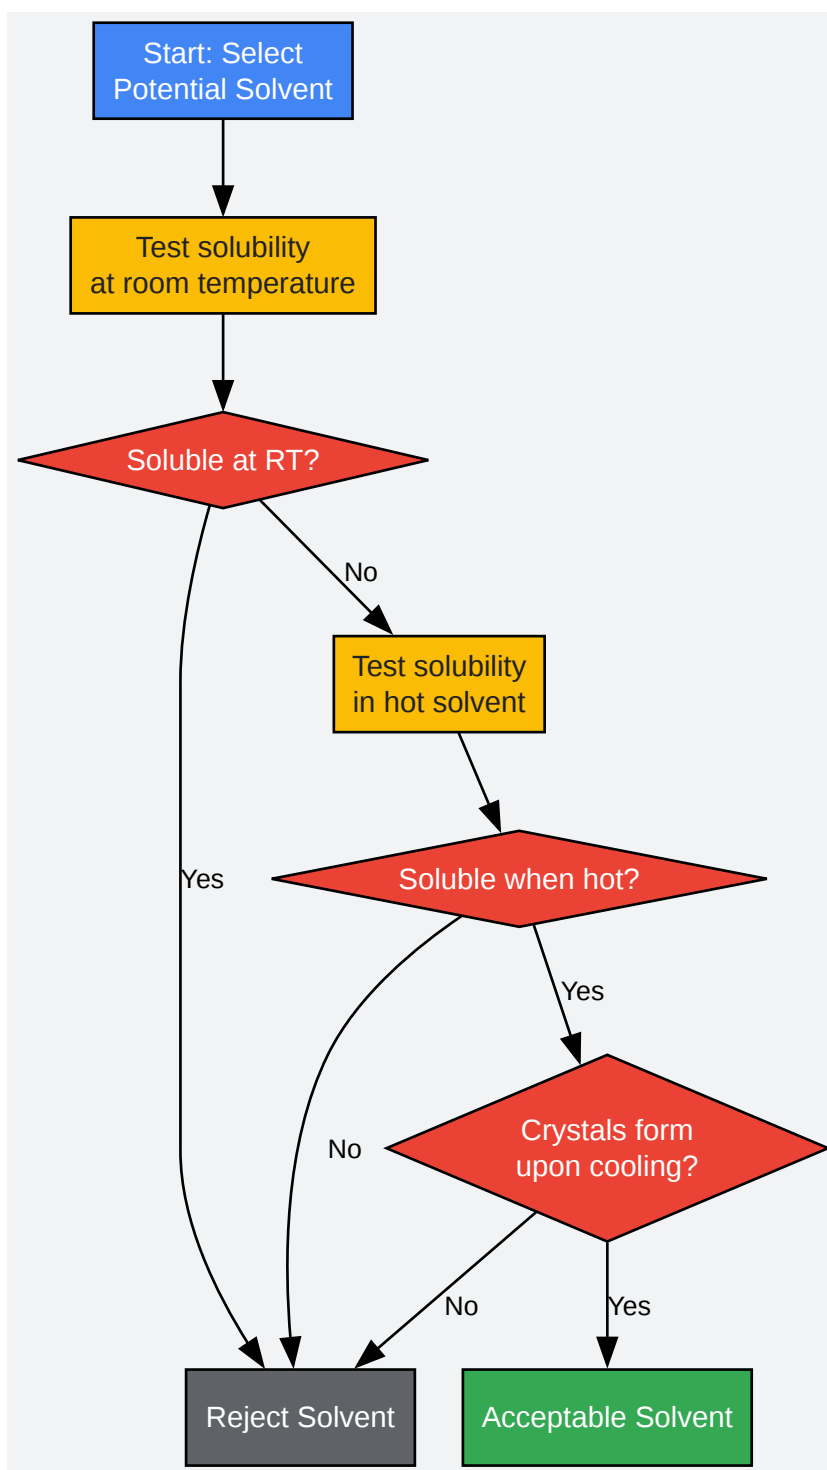 Start: Select
Potential Solvent
Test solubility
at room temperature
Soluble at RT?
No
Test solubility
in hot solvent
Yes
Soluble when hot?
Yes
No
Crystals form
upon cooling?
No
Yes
Reject Solvent
Acceptable Solvent